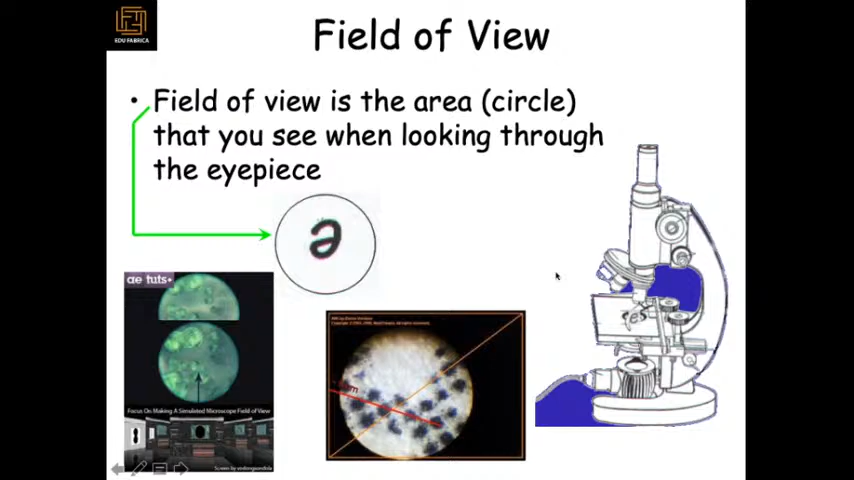 EDU FABRICA
Field of View
• Field of view is the area (circle)
that you see when looking through
the eyepiece
ə
ae tuts+
Focus On Making A Simulated Microscope Field of View
yes